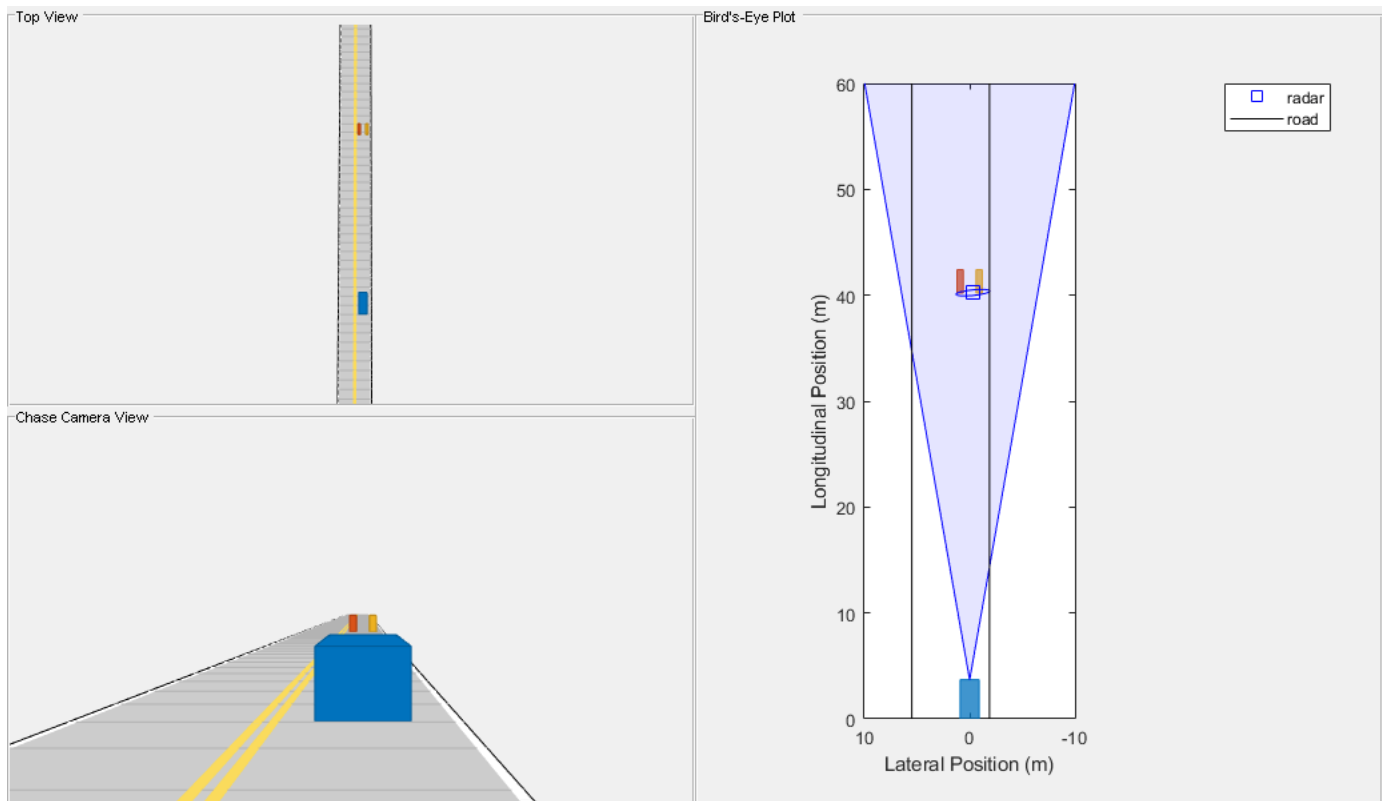 Top View
Chase Camera View
Bird's-Eye Plot
60
50
40
30
20
10
0
10 0 -10
Longitudinal Position (m)
Lateral Position (m)
radar
road